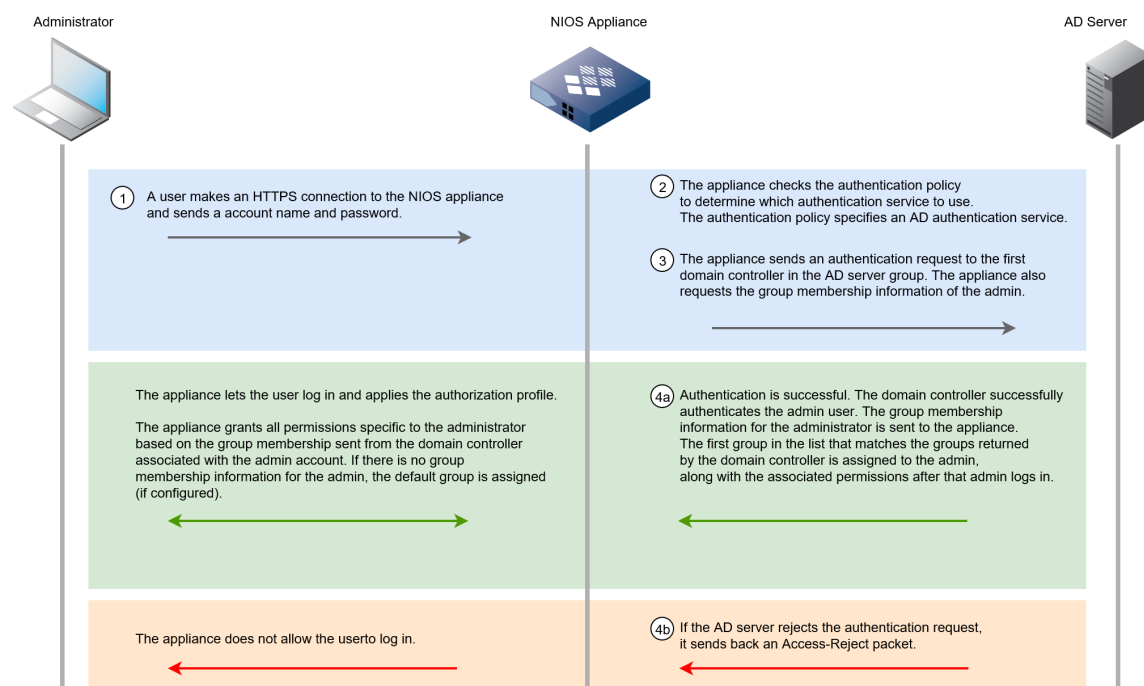 Administrator
NIOS Appliance
AD Server
1
A user makes an HTTPS connection to the NIOS appliance
and sends a account name and password.
2
The appliance checks the authentication policy
to determine which authentication service to use.
The authentication policy specifies an AD authentication service.
3
The appliance sends an authentication request to the first
domain controller in the AD server group. The appliance also
requests the group membership information of the admin.
The appliance lets the user log in and applies the authorization profile.
The appliance grants all permissions specific to the administrator
based on the group membership sent from the domain controller
associated with the admin account. If there is no group
membership information for the admin, the default group is assigned
(if configured).
4a
Authentication is successful. The domain controller successfully
authenticates the admin user. The group membership
information for the administrator is sent to the appliance.
The first group in the list that matches the groups returned
by the domain controller is assigned to the admin,
along with the associated permissions after that admin logs in.
The appliance does not allow the userto log in.
4b
If the AD server rejects the authentication request,
it sends back an Access-Reject packet.